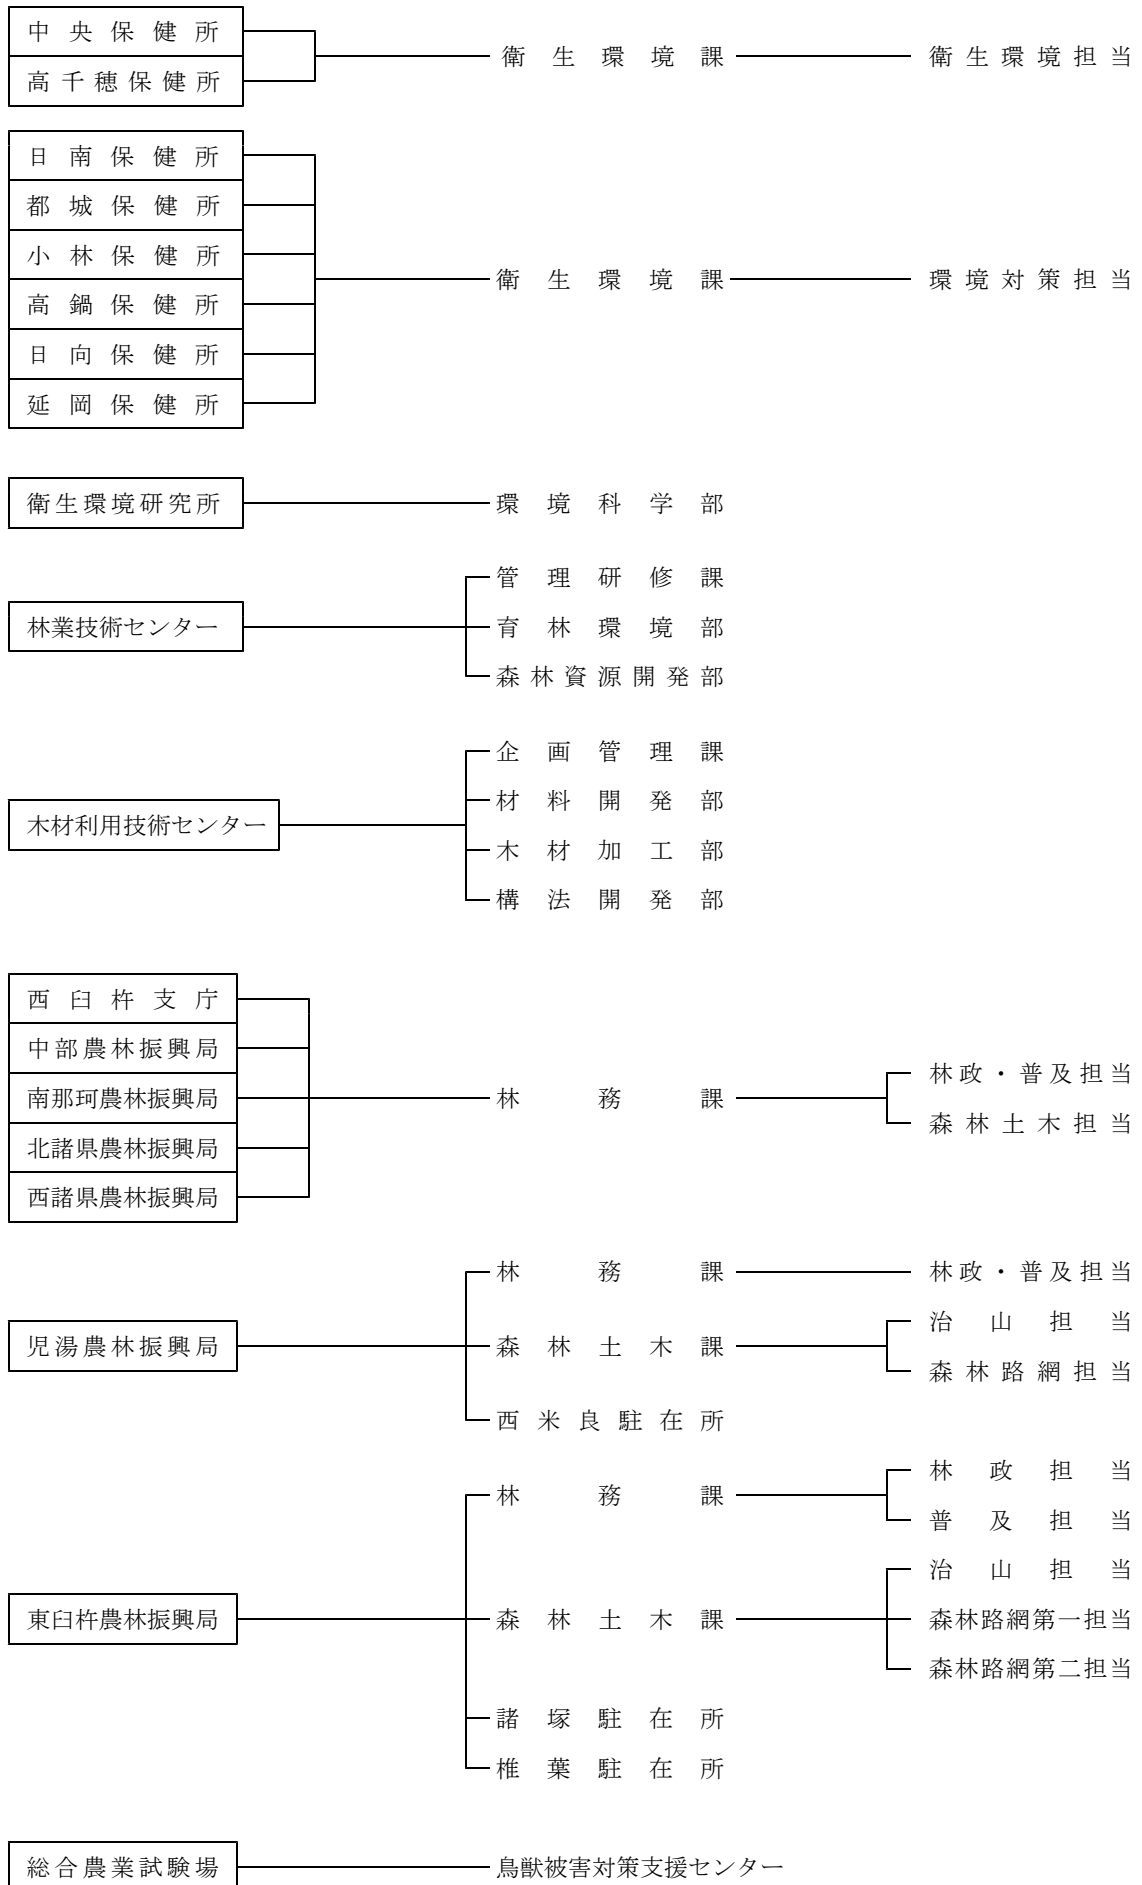 中央保健所
衛生環境課 衛生環境担当
高千穂保健所
日南保健所
都城保健所
小林保健所
衛生環境課 環境対策担当
高鍋保健所
日向保健所
延岡保健所
衛生環境研究所 環境科学部
管理研修課
林業技術センター 育林環境部
森林資源開発部
企画管理課
材料開発部
木材利用技術センター
木材加工部
構法開発部
西臼杵支庁
中部農林振興局
林政・普及担当
南那珂農林振興局 林務課
森林土木担当
北諸県農林振興局
西諸県農林振興局
林務課 林政・普及担当
治山担当
児湯農林振興局 森林土木課
森林路網担当
西米良駐在所
林政担当
林務課
普及担当
治山担当
東臼杵農林振興局 森林土木課 森林路網第一担当
森林路網第二担当
諸塚駐在所
椎葉駐在所
総合農業試験場 鳥獣被害対策支援センター